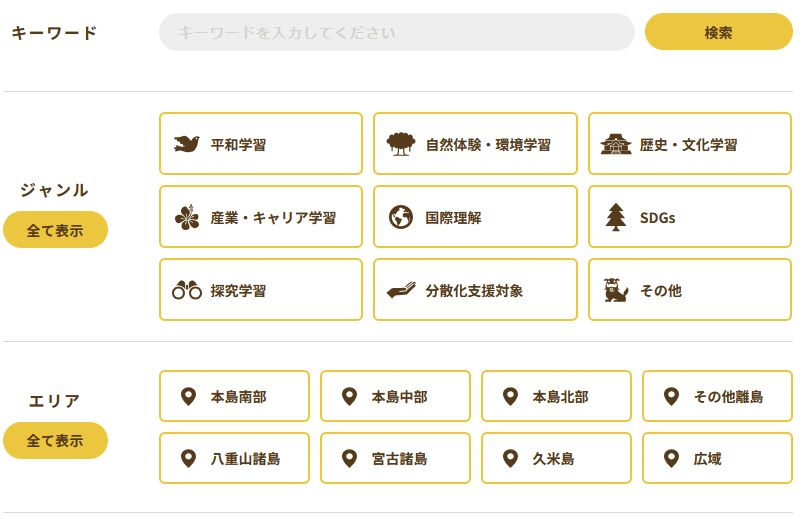 キーワード
キーワードを入力してください
検索
ジャンル
全て表示
平和学習
自然体験・環境学習
歴史・文化学習
産業・キャリア学習
国際理解
SDGs
探究学習
分散化支援対象
その他
エリア
全て表示
本島南部
本島中部
本島北部
その他離島
八重山諸島
宮古諸島
久米島
広域